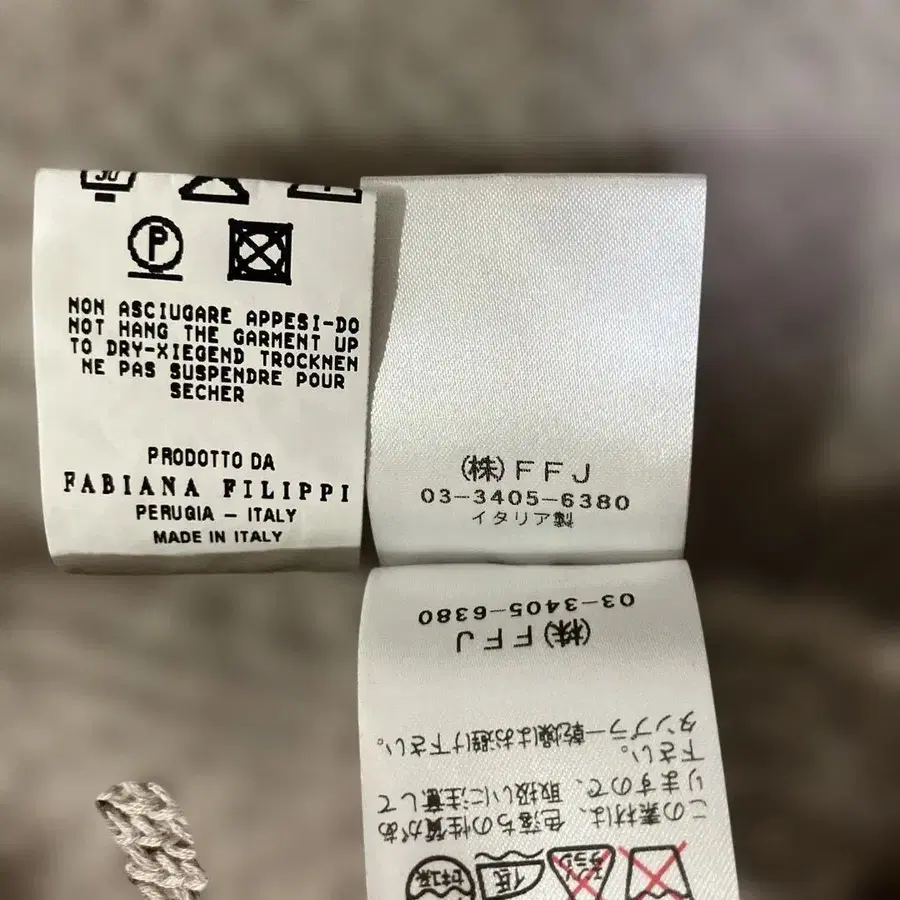 30
P
NON ASCIUGARE APPESI-DO
NOT HANG THE GARMENT UP
TO DRY-XIEGEND TROCKNEN
NE PAS SUSPENDRE POUR
SECHER
PRODOTTO DA
FABIANA FILIPPI
PERUGIA – ITALY
MADE IN ITALY
(株)FFJ
03-3405-6380
イタリア製
この素材は、色落ちの性質があ
りますので、取扱いに注意して
下さい。
タンブラー乾燥はお避け下さい。
(株)FFJ
03-3405-6380